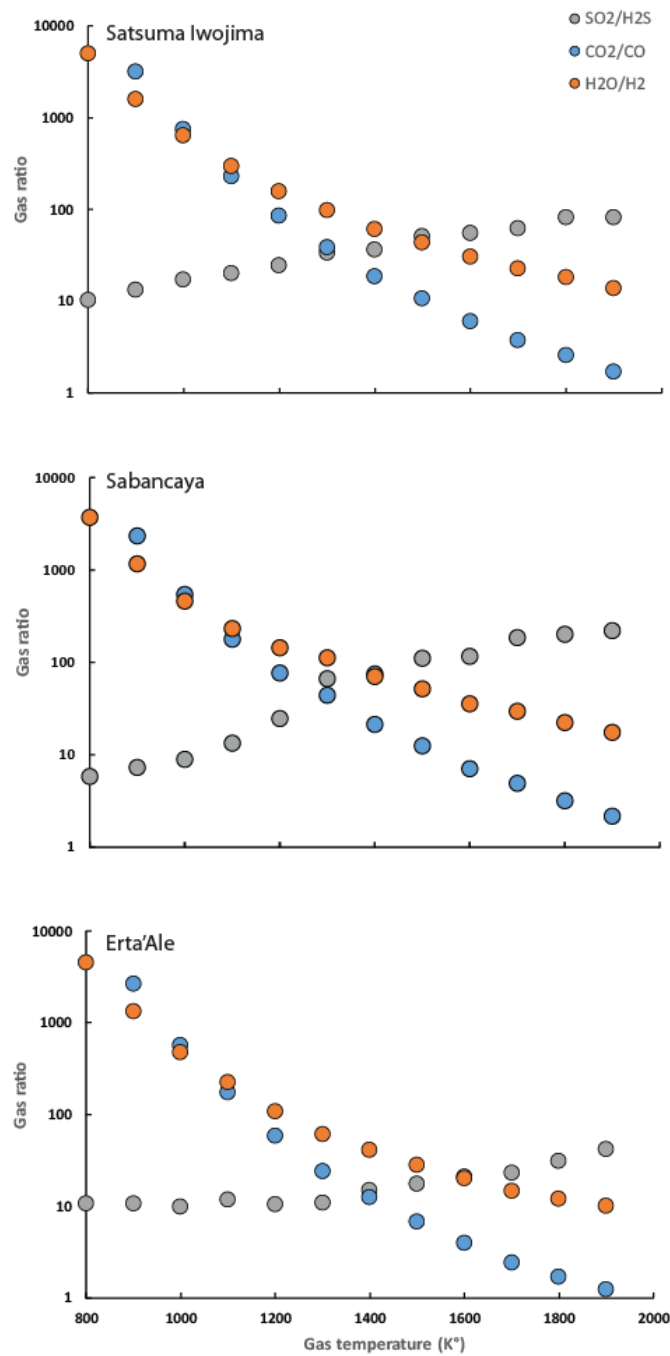 Satsuma Iwojima
SO2/H2S
CO2/CO
H2O/H2
10000
1000
100
10
1
Gas ratio
Sabancaya
10000
1000
100
10
1
Gas ratio
Erta'Ale
10000
1000
100
10
1
Gas ratio
800 1000 1200 1400 1600 1800 2000
Gas temperature (K°)